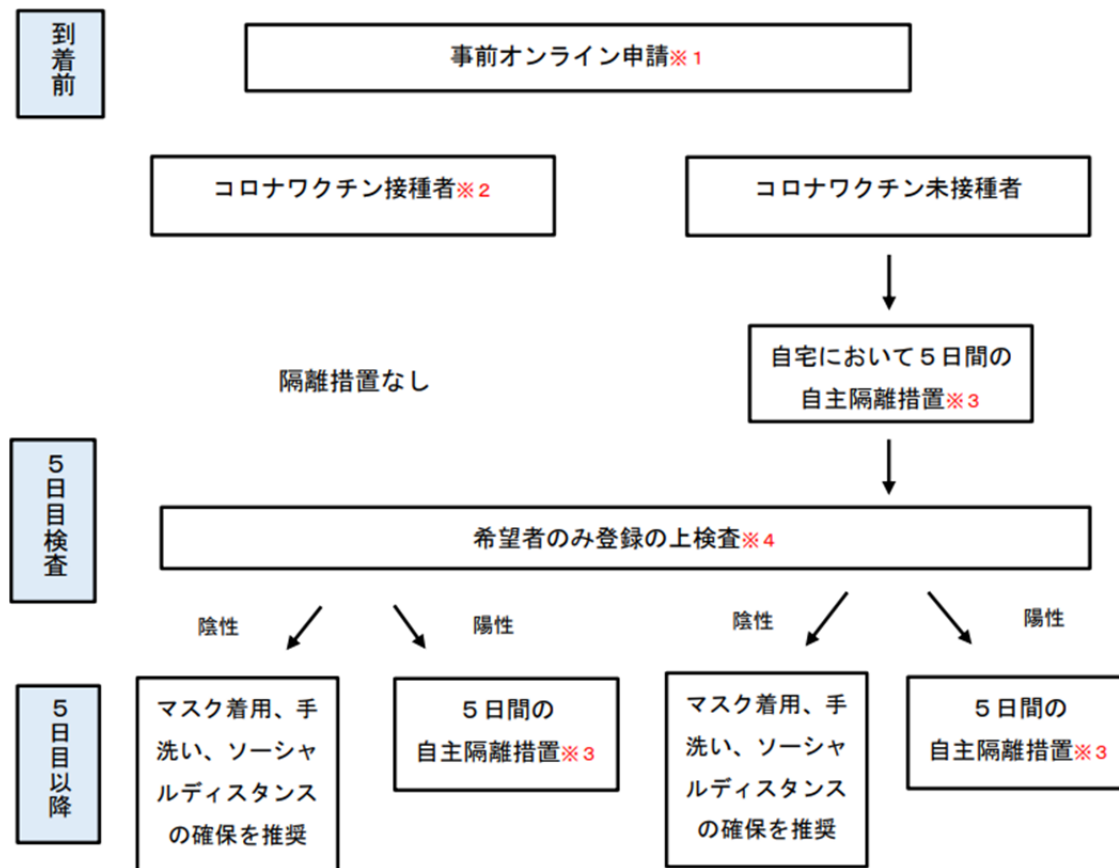 到着前
事前オンライン申請※1
コロナワクチン接種者※2
コロナワクチン未接種者
隔離措置なし
自宅において5日間の
自主隔離措置※3
5日目検査
希望者のみ登録の上検査※4
陰性
陽性
陰性
陽性
5日目以降
マスク着用、手
洗い、ソーシャ
ルディスタンス
の確保を推奨
5日間の
自主隔離措置※3
マスク着用、手
洗い、ソーシャ
ルディスタンス
の確保を推奨
5日間の
自主隔離措置※3